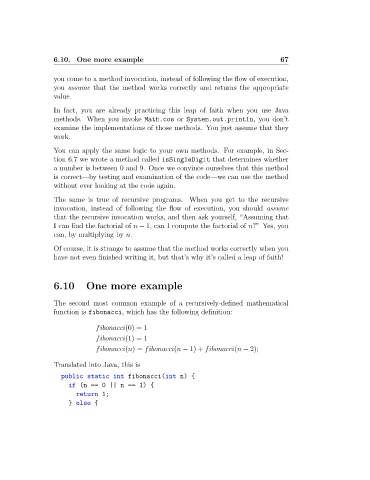 6.10. One more example 67
you come to a method invocation, instead of following the flow of execution,
you assume that the method works correctly and returns the appropriate
value.
In fact, you are already practicing this leap of faith when you use Java
methods. When you invoke Math.cos or System.out.println, you don't
examine the implementations of those methods. You just assume that they
work.
You can apply the same logic to your own methods. For example, in Sec-
tion 6.7 we wrote a method called isSingleDigit that determines whether
a number is between 0 and 9. Once we convince ourselves that this method
is correct—by testing and examination of the code—we can use the method
without ever looking at the code again.
The same is true of recursive programs. When you get to the recursive
invocation, instead of following the flow of execution, you should assume
that the recursive invocation works, and then ask yourself, "Assuming that
I can find the factorial of n − 1, can I compute the factorial of n?" Yes, you
can, by multiplying by n.
Of course, it is strange to assume that the method works correctly when you
have not even finished writing it, but that's why it's called a leap of faith!
6.10 One more example
The second most common example of a recursively-defined mathematical
function is fibonacci, which has the following definition:
fibonacci(0) = 1
fibonacci(1) = 1
fibonacci(n) = fibonacci(n − 1) + fibonacci(n − 2);
Translated into Java, this is
public static int fibonacci(int n) {
if (n == 0 || n == 1) {
return 1;
} else {